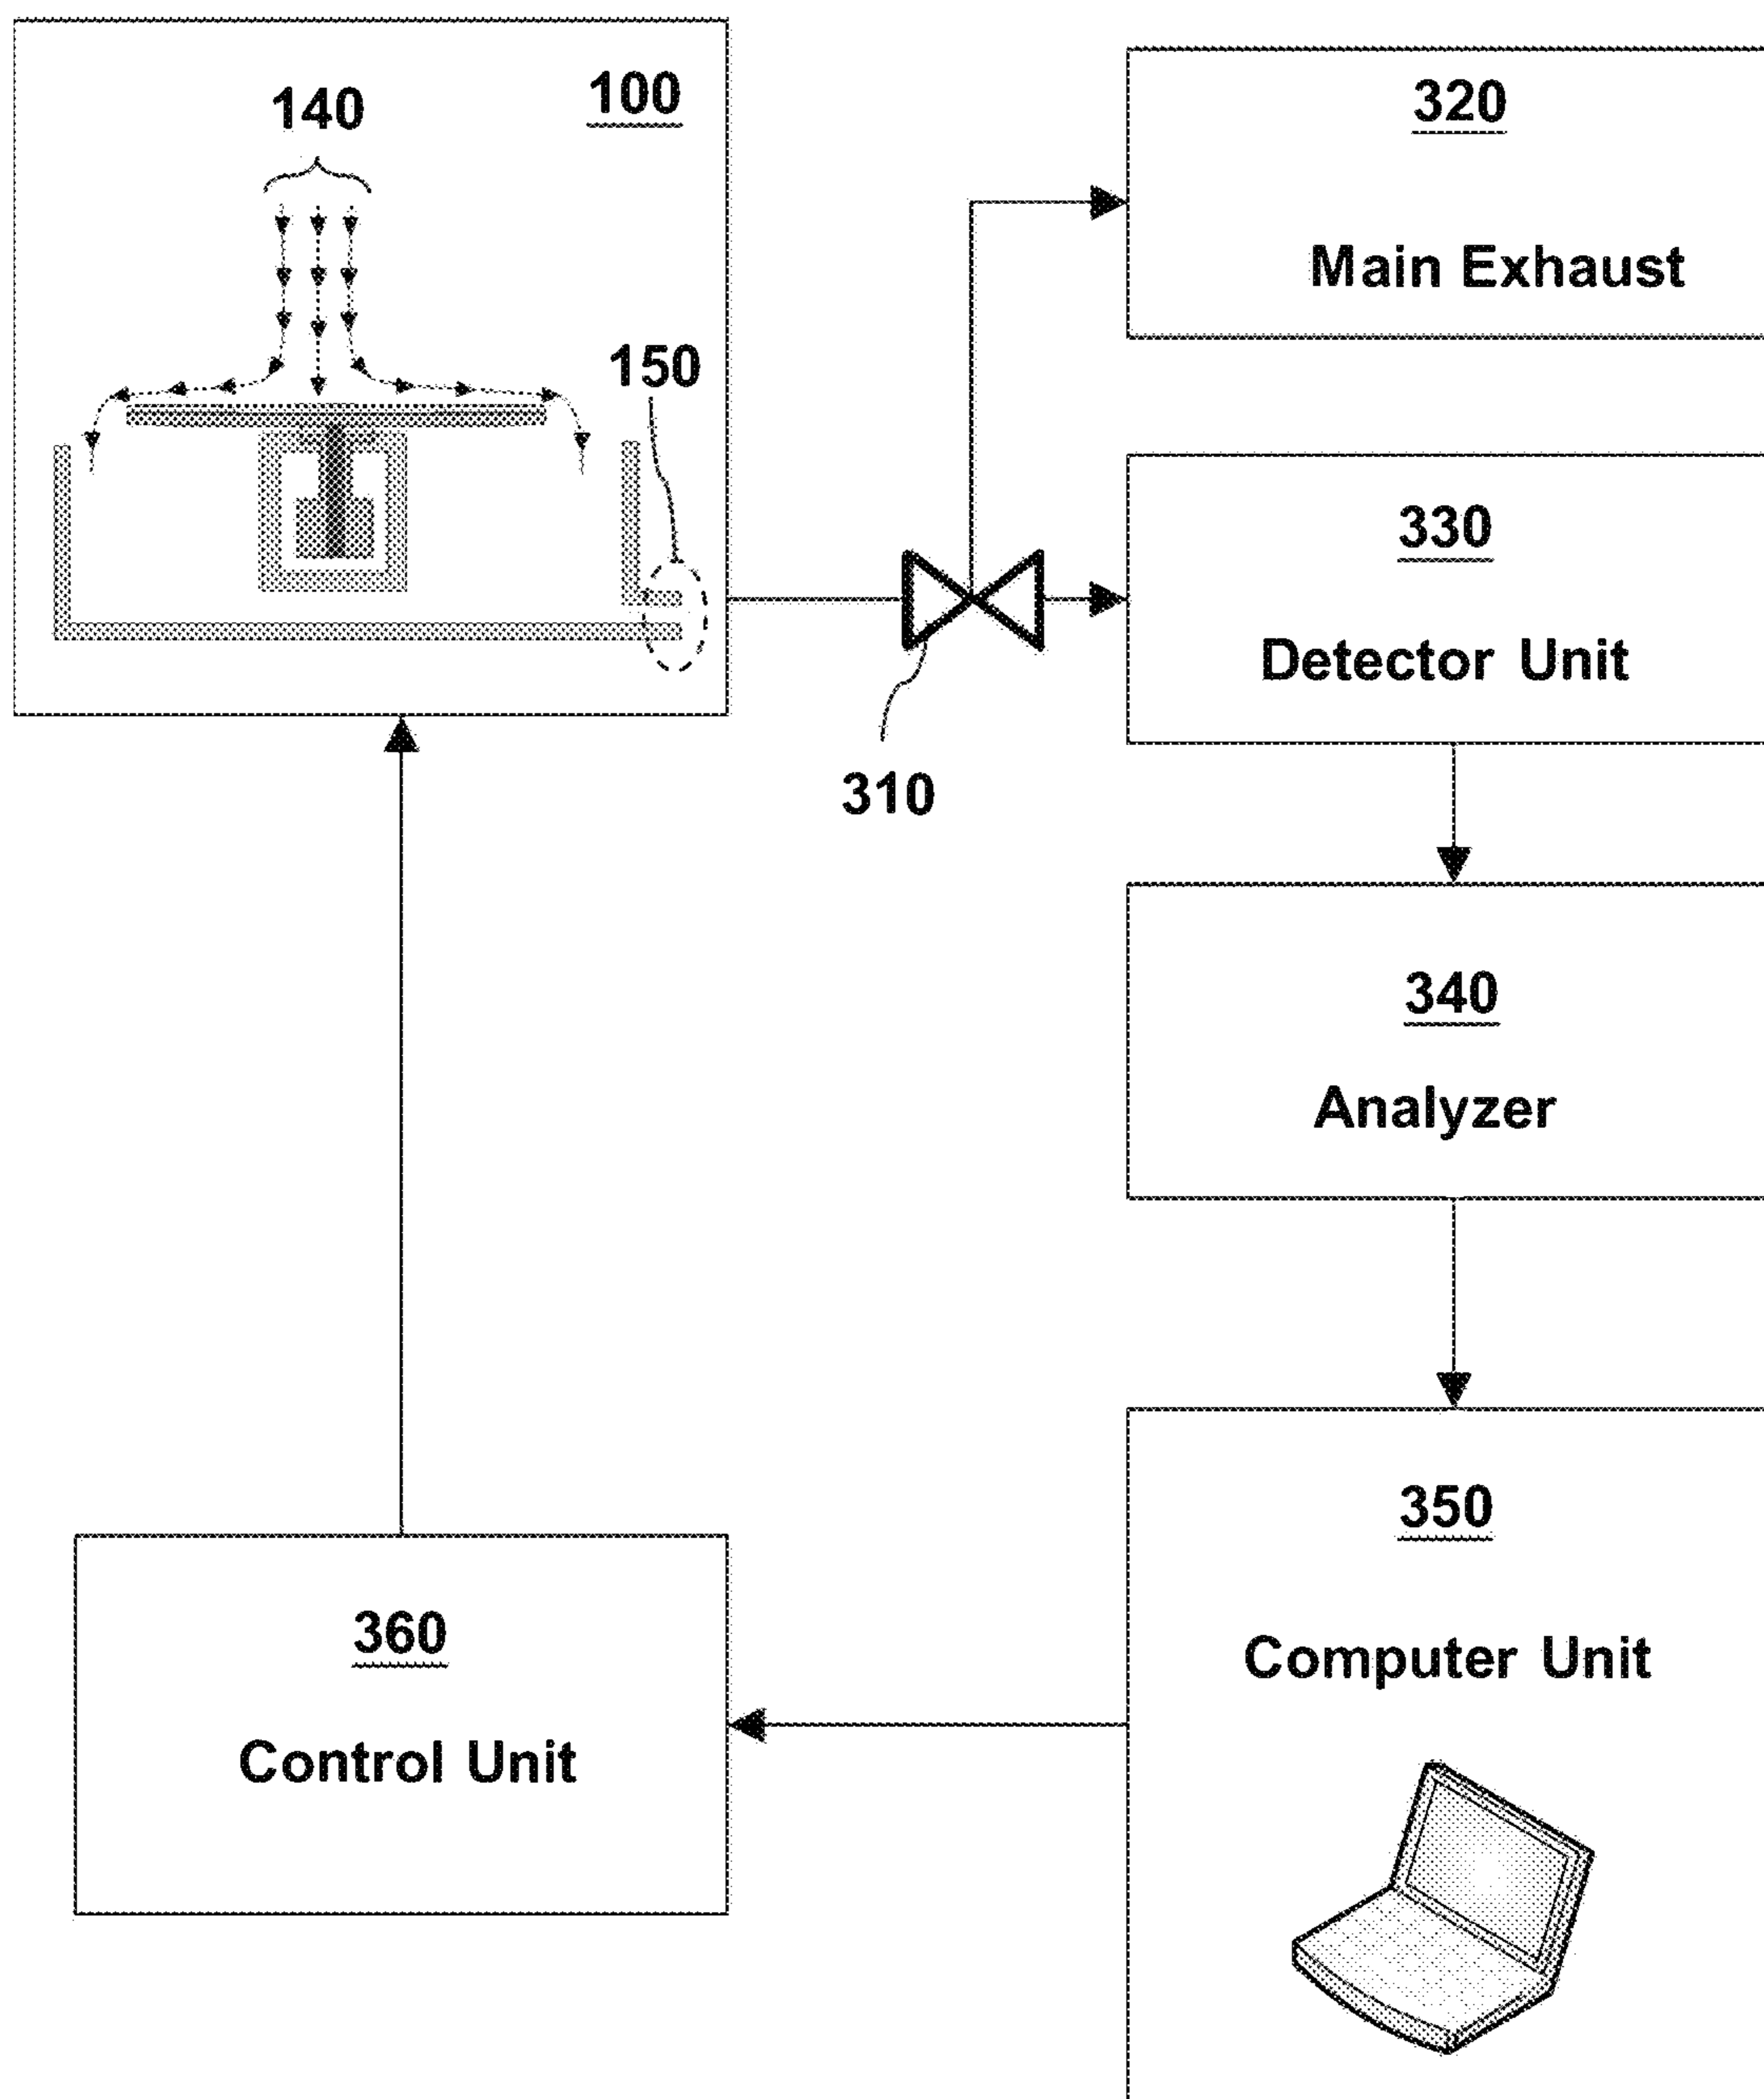 140
100
150
310
320
Main Exhaust
330
Detector Unit
340
Analyzer
350
Computer Unit
360
Control Unit